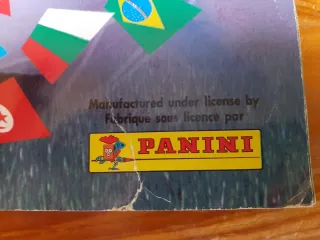 Manufactured under license by
Fabrique sous licence par
PANINI